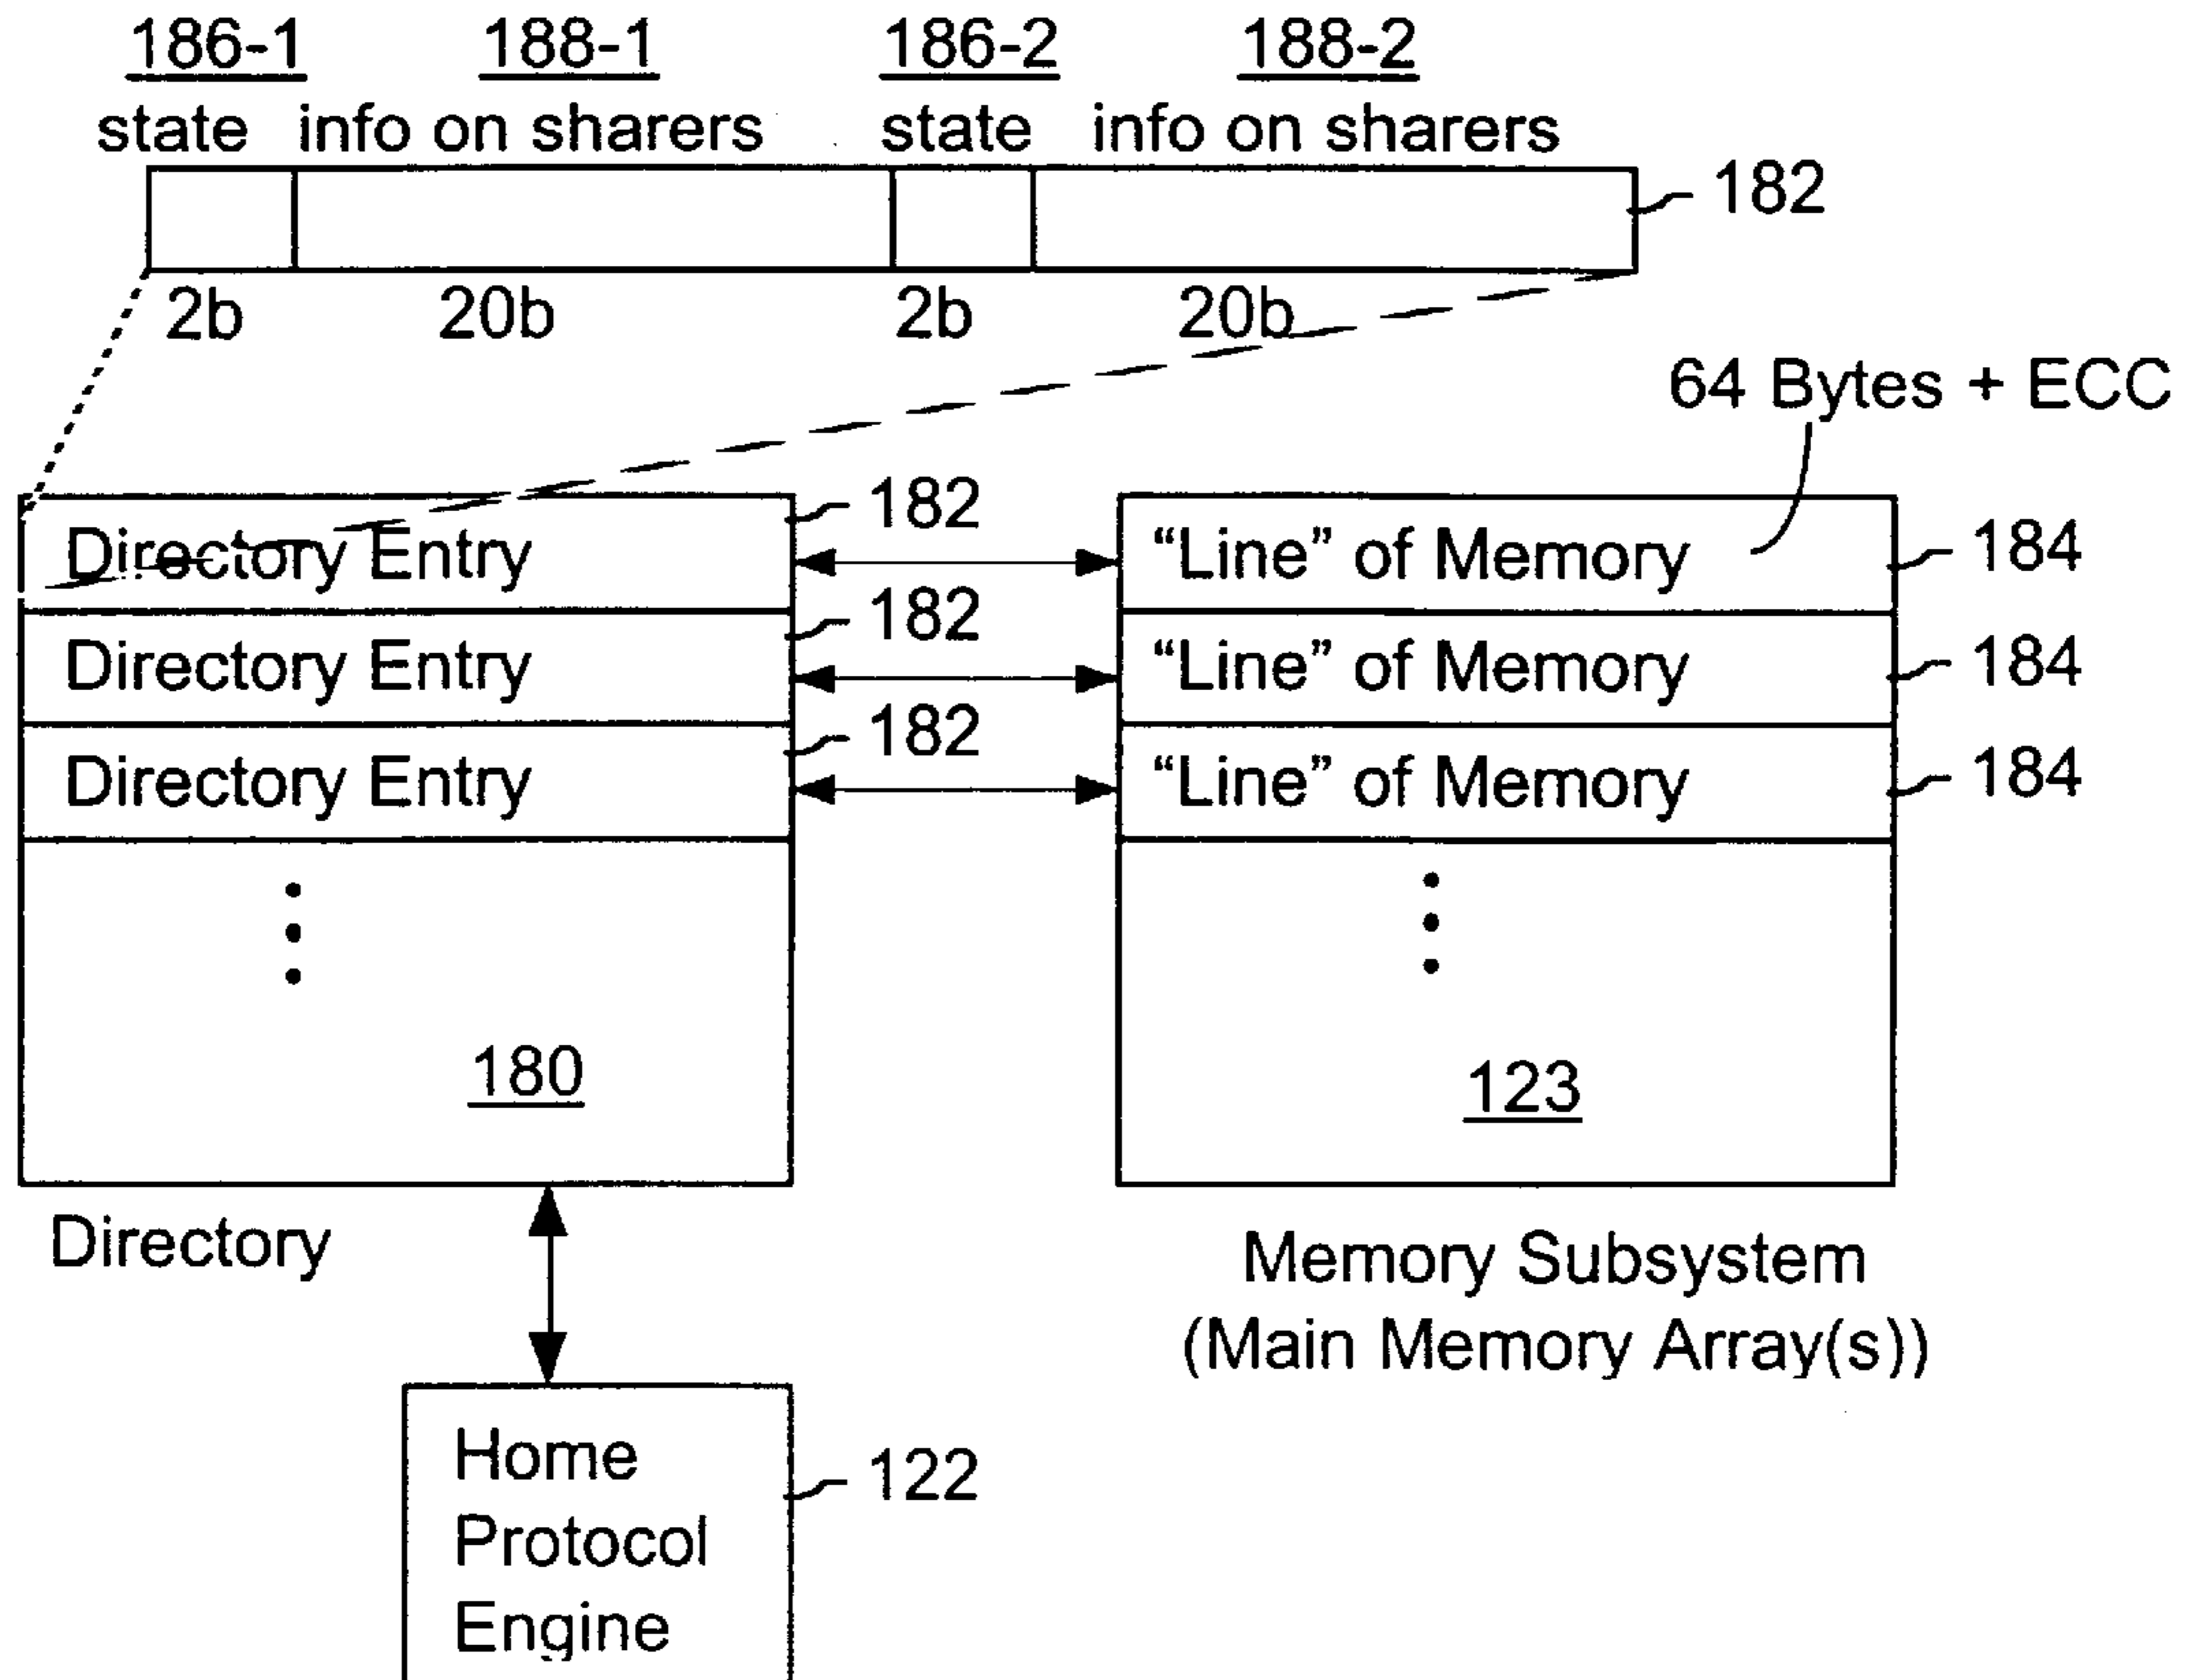 186-1 188-1 186-2 188-2
state info on sharers state info on sharers
182
2b 20b 2b 20b
64 Bytes + ECC
Directory Entry 182 “Line” of Memory 184
Directory Entry 182 “Line” of Memory 184
Directory Entry 182 “Line” of Memory 184
180 123
Directory
Memory Subsystem
(Main Memory Array(s))
Home
Protocol
Engine
122